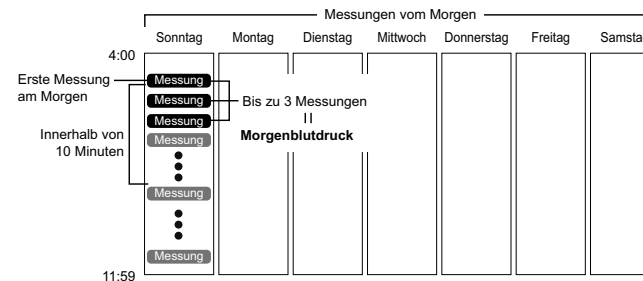 Messungen vom Morgen
Sonntag Montag Dienstag Mittwoch Donnerstag Freitag Samsta
4:00
Erste Messung
am Morgen
Messung
Messung
Messung
Bis zu 3 Messungen
Morgenblutdruck
Innerhalb von
10 Minuten
Messung
Messung
Messung
11:59